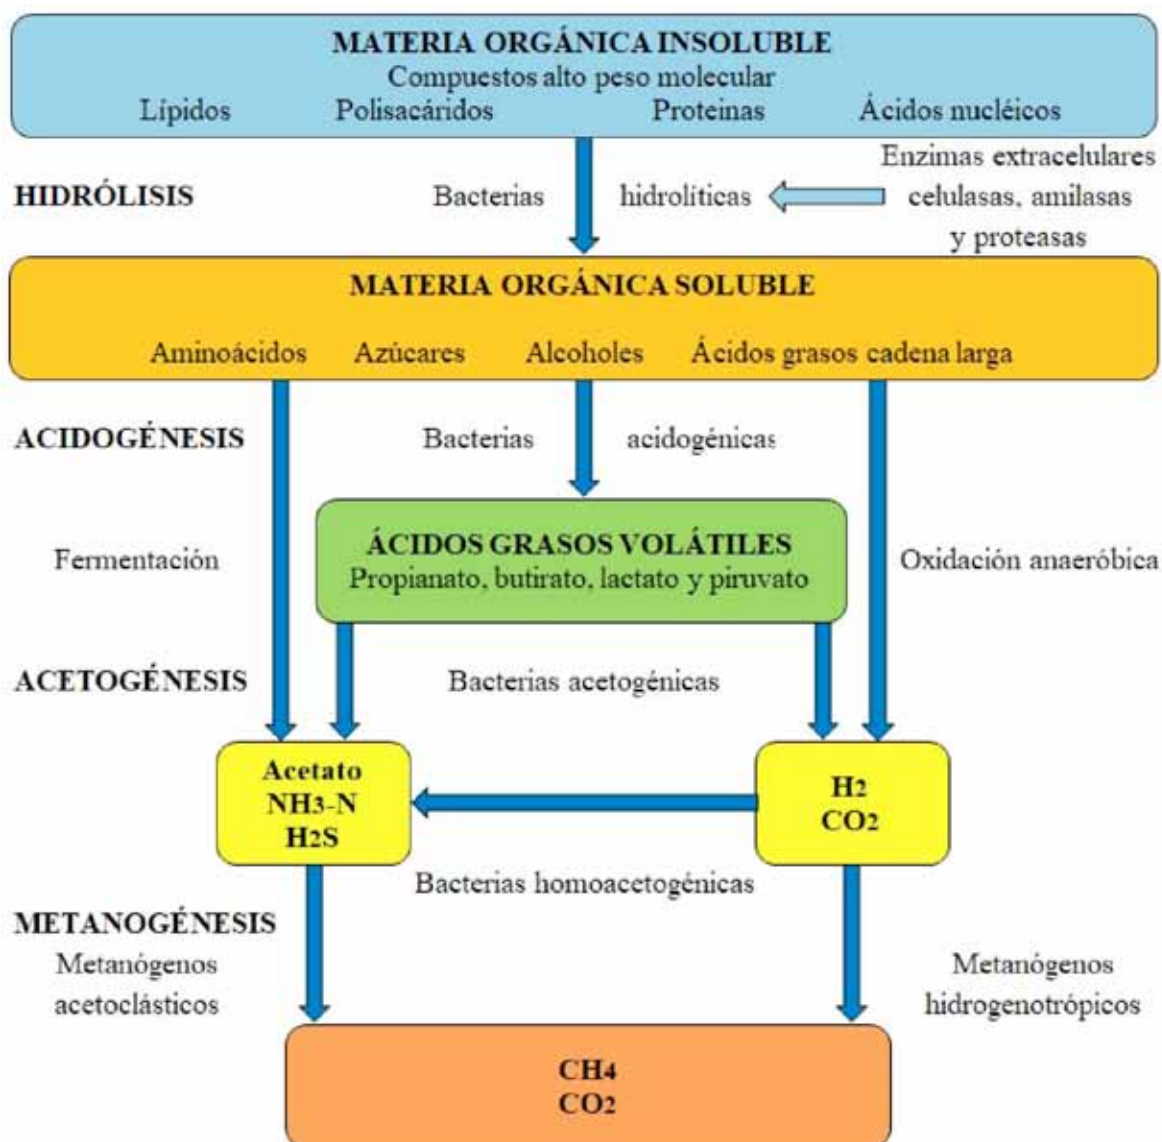 MATERIA ORGÁNICA INSOLUBLE
Compuestos alto peso molecular
Lípidos Polisacáridos Proteinas Ácidos nucléicos
HIDRÓLISIS
Bacterias hidrolíticas
Enzimas extracelulares
celulasas, amilasas
y proteasas
MATERIA ORGÁNICA SOLUBLE
Aminoácidos Azúcares Alcoholes Ácidos grasos cadena larga
ACIDOGÉNESIS
Bacterias acidogénicas
Fermentación
ÁCIDOS GRASOS VOLÁTILES
Propianato, butirato, lactato y piruvato
Oxidación anaeróbica
ACETOGÉNESIS
Bacterias acetogénicas
Acetato
NH3-N
H2S
H2
CO2
Bacterias homoacetogénicas
METANOGÉNESIS
Metanógenos
acetoclásticos
Metanógenos
hidrogenotrópicos
CH4
CO2